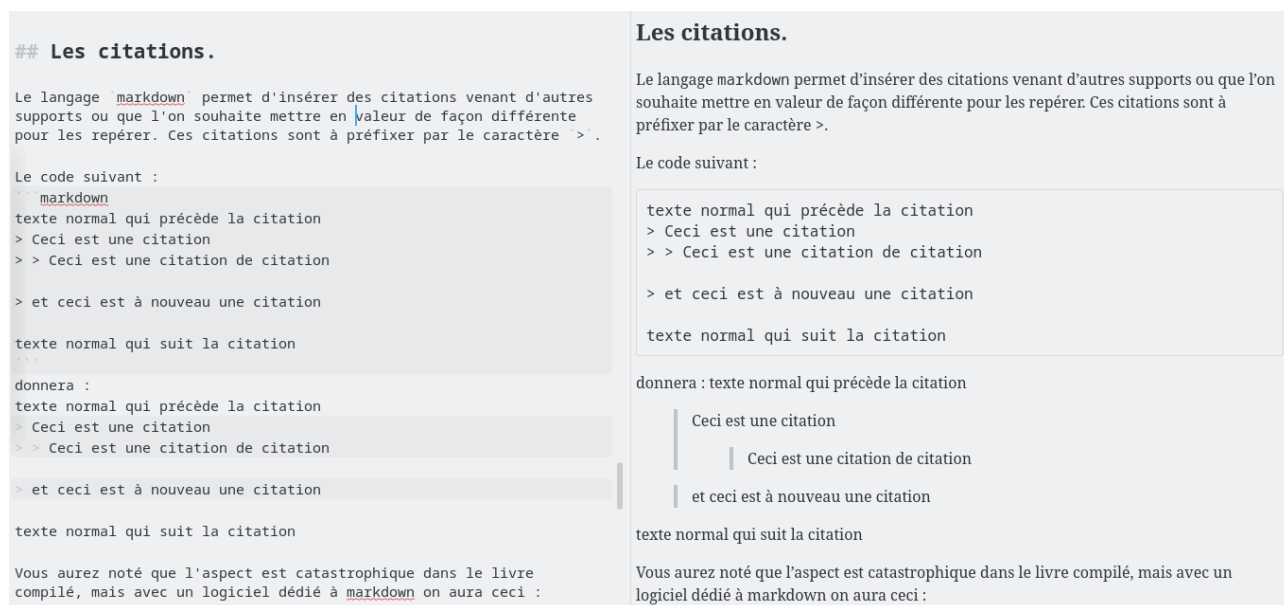 ## Les citations.
Le langage `markdown` permet d'insérer des citations venant d'autres
supports ou que l'on souhaite mettre en valeur de façon différente
pour les repérer. Ces citations sont à préfixer par le caractère `>`.
Le code suivant :
```markdown
texte normal qui précède la citation
> Ceci est une citation
> > Ceci est une citation de citation
> et ceci est à nouveau une citation
texte normal qui suit la citation
```
donnera :
texte normal qui précède la citation
> Ceci est une citation
> > Ceci est une citation de citation
> et ceci est à nouveau une citation
texte normal qui suit la citation
Vous aurez noté que l'aspect est catastrophique dans le livre
compilé, mais avec un logiciel dédié à markdown on aura ceci :
Les citations.
Le langage markdown permet d’insérer des citations venant d’autres supports ou que l’on
souhaite mettre en valeur de façon différente pour les repérer. Ces citations sont à
préfixer par le caractère >.
Le code suivant :
texte normal qui précède la citation
> Ceci est une citation
> > Ceci est une citation de citation
> et ceci est à nouveau une citation
texte normal qui suit la citation
donnera : texte normal qui précède la citation
Ceci est une citation
Ceci est une citation de citation
et ceci est à nouveau une citation
texte normal qui suit la citation
Vous aurez noté que l’aspect est catastrophique dans le livre compilé, mais avec un
logiciel dédié à markdown on aura ceci :